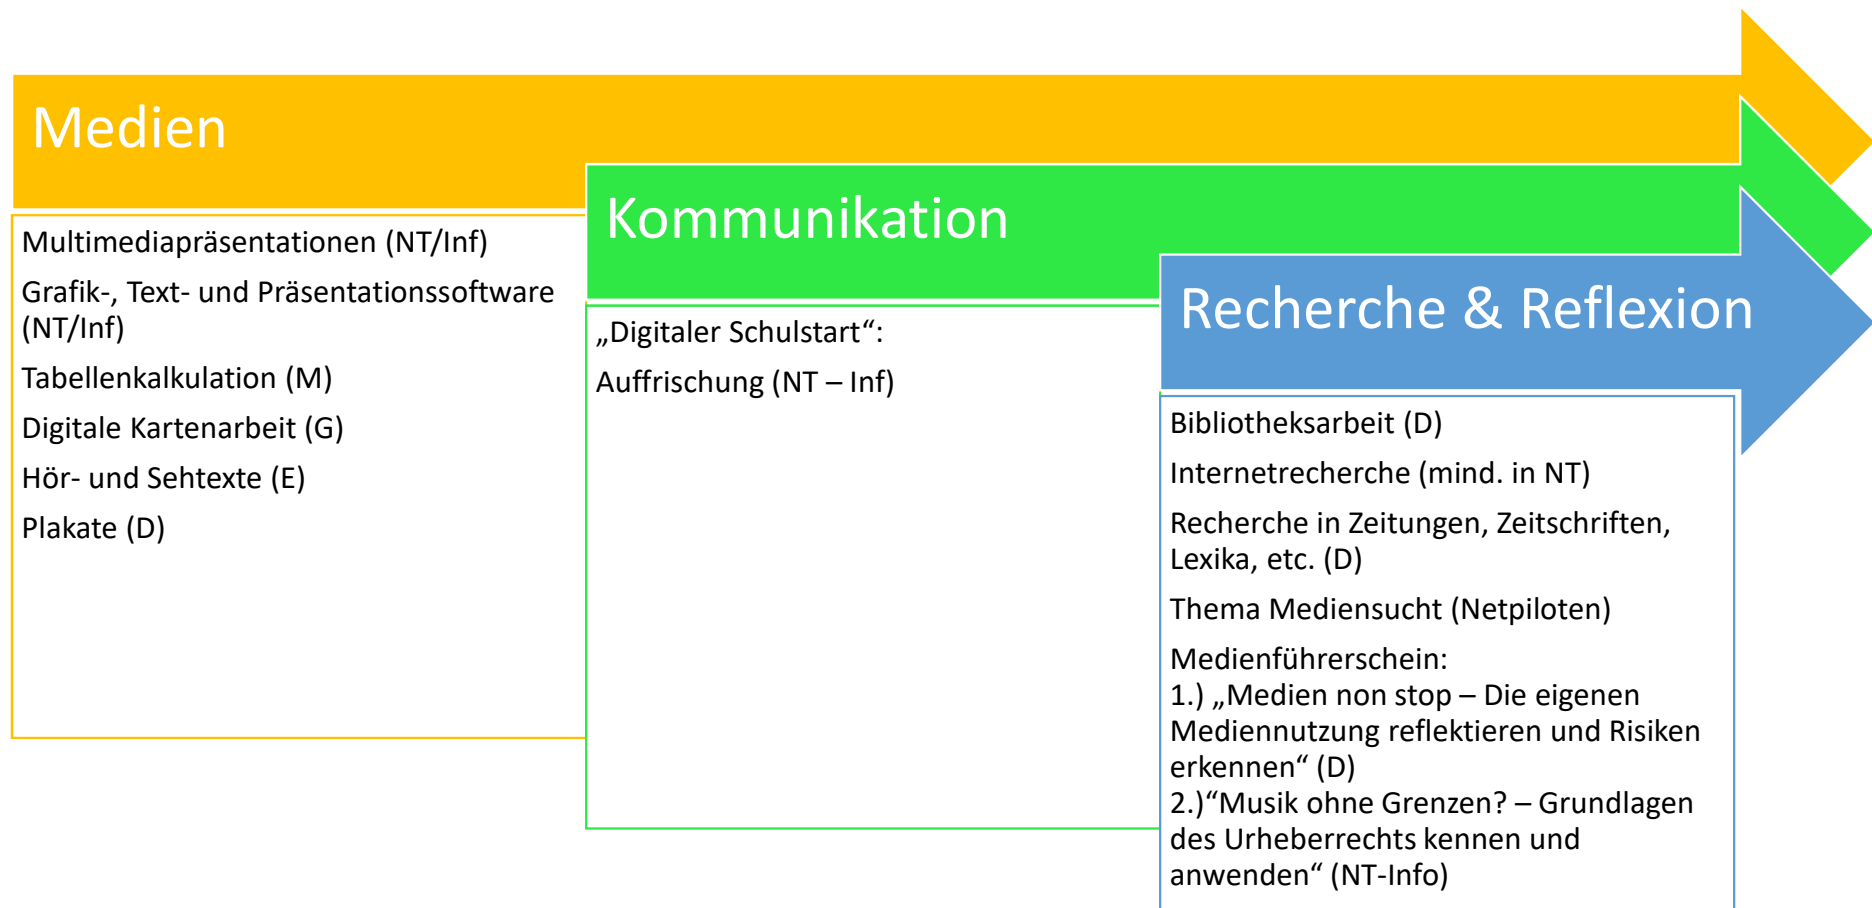 Medien
Multimediapräsentationen (NT/Inf)
Grafik-, Text- und Präsentationssoftware
(NT/Inf)
Tabellenkalkulation (M)
Digitale Kartenarbeit (G)
Hör- und Sehtexte (E)
Plakate (D)
Kommunikation
„Digitaler Schulstart“:
Auffrischung (NT – Inf)
Recherche & Reflexion
Bibliotheksarbeit (D)
Internetrecherche (mind. in NT)
Recherche in Zeitungen, Zeitschriften,
Lexika, etc. (D)
Thema Mediensucht (Netpiloten)
Medienführerschein:
1.) „Medien non stop – Die eigenen
Mediennutzung reflektieren und Risiken
erkennen“ (D)
2.)“Musik ohne Grenzen? – Grundlagen
des Urheberrechts kennen und
anwenden“ (NT-Info)